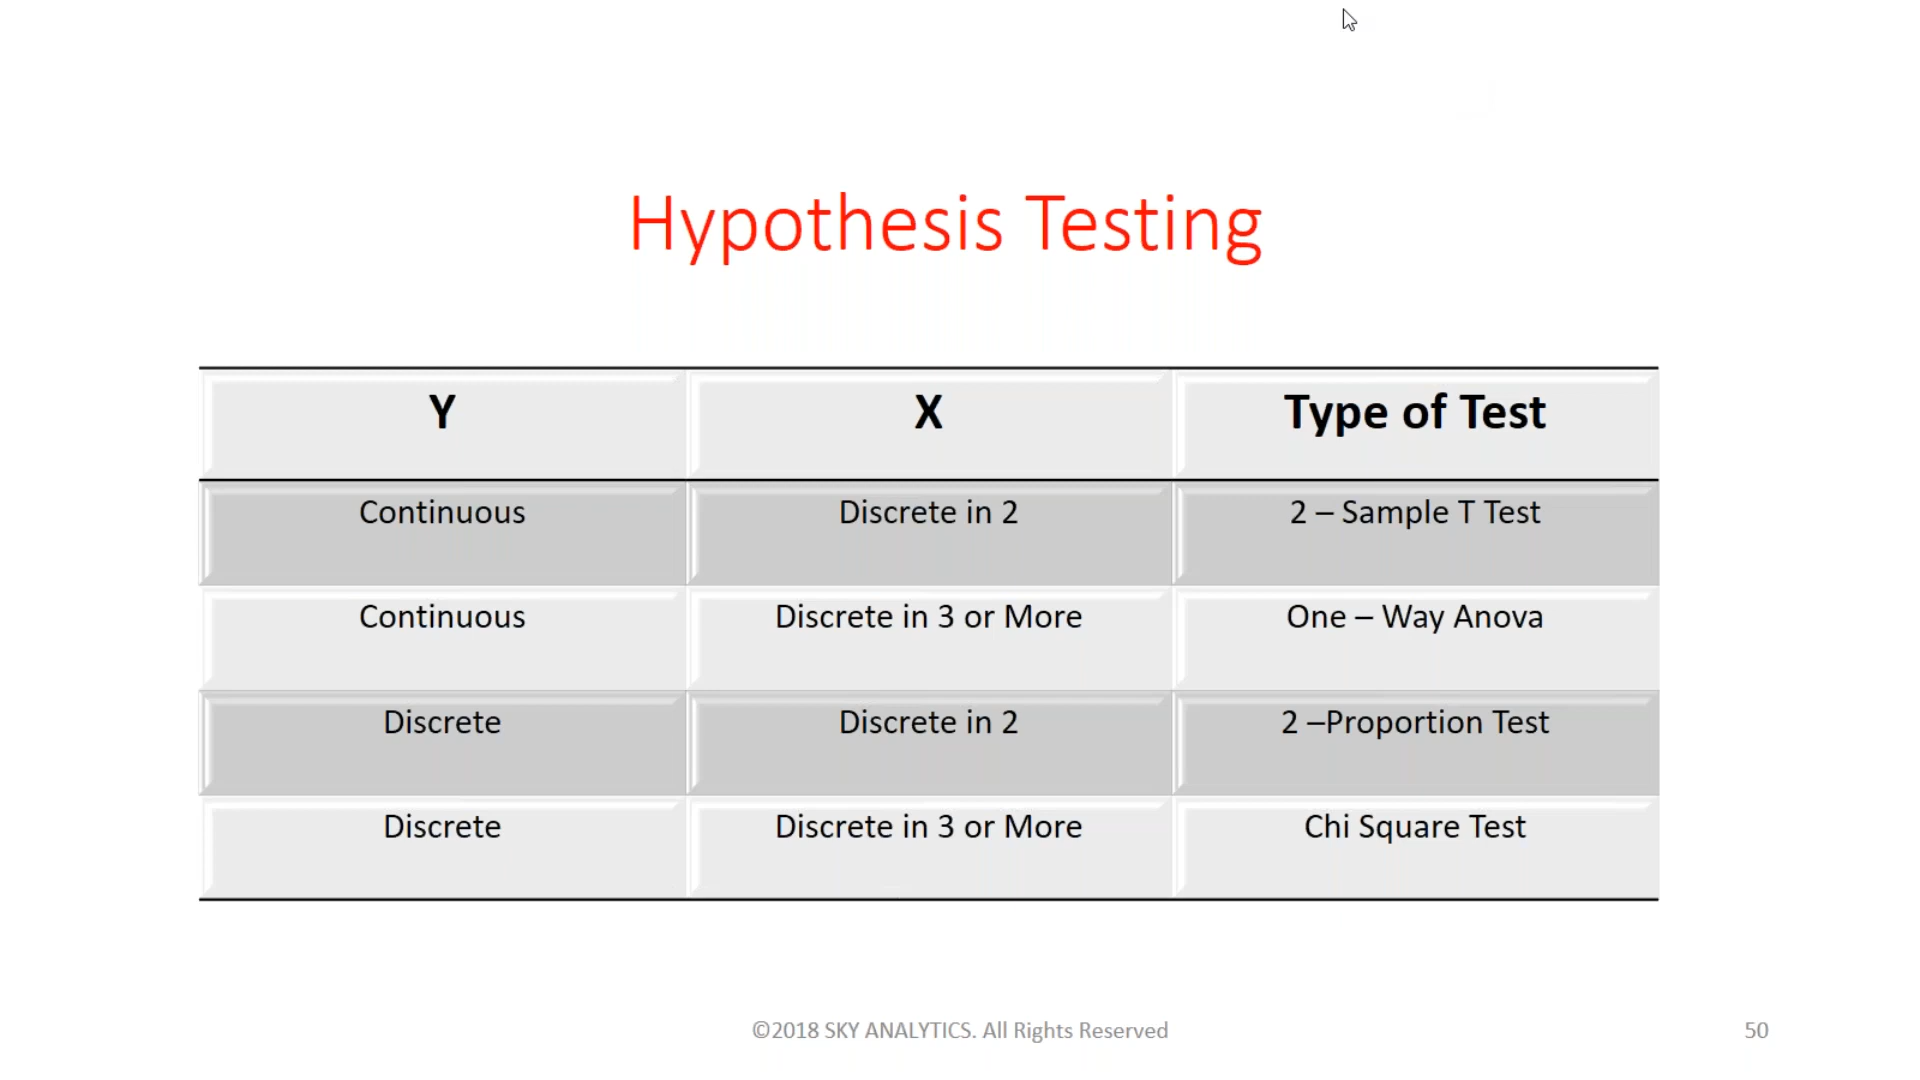 Hypothesis Testing
Y X Type of Test
Continuous Discrete in 2 2 – Sample T Test
Continuous Discrete in 3 or More One – Way Anova
Discrete Discrete in 2 2 –Proportion Test
Discrete Discrete in 3 or More Chi Square Test
©2018 SKY ANALYTICS. All Rights Reserved 50